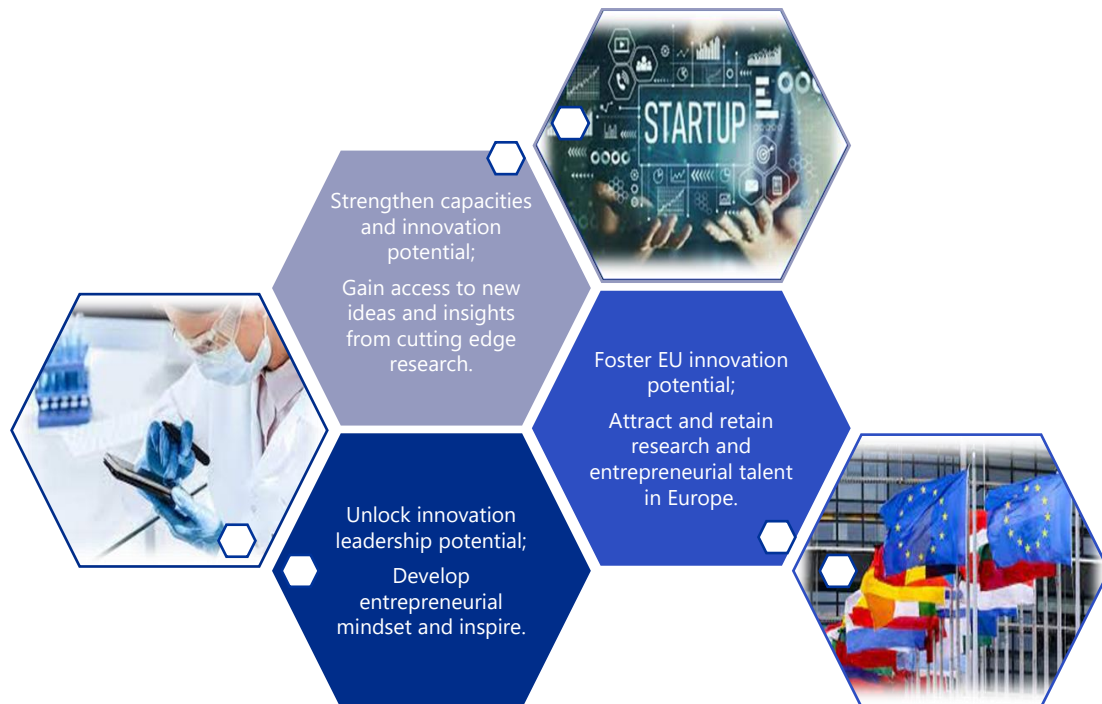 STARTUP
Strengthen capacities
and innovation
potential;
Gain access to new
ideas and insights
from cutting edge
research.
Foster EU innovation
potential;
Attract and retain
research and
entrepreneurial talent
in Europe.
Unlock innovation
leadership potential;
Develop
entrepreneurial
mindset and inspire.